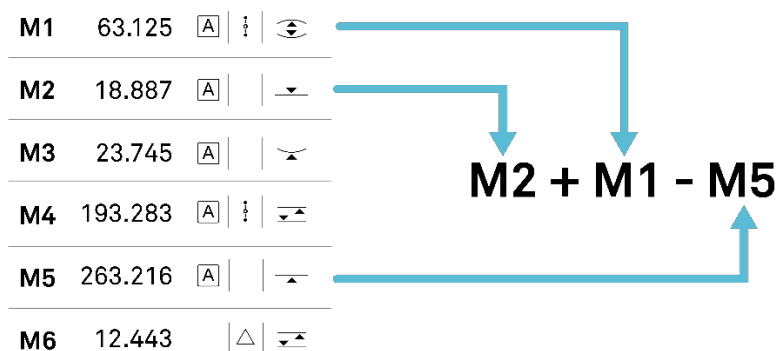 M1 63.125 A
M2 18.887 A
M3 23.745 A
M4 193.283 A
M5 263.216 A
M6 12.443
M2 + M1 - M5